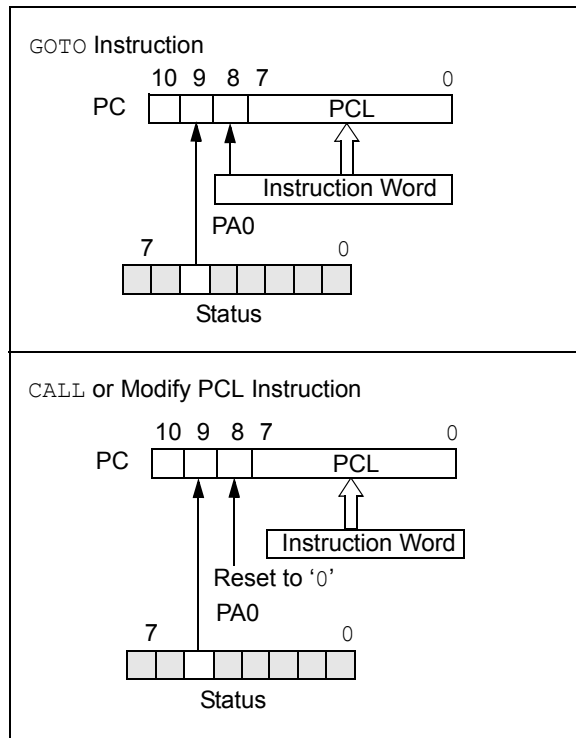 GOTO Instruction
10 9 8 7 0
PC PCL
Instruction Word
PA0
7 0
Status
CALL or Modify PCL Instruction
10 9 8 7 0
PC PCL
Instruction Word
Reset to ‘0’
PA0
7 0
Status